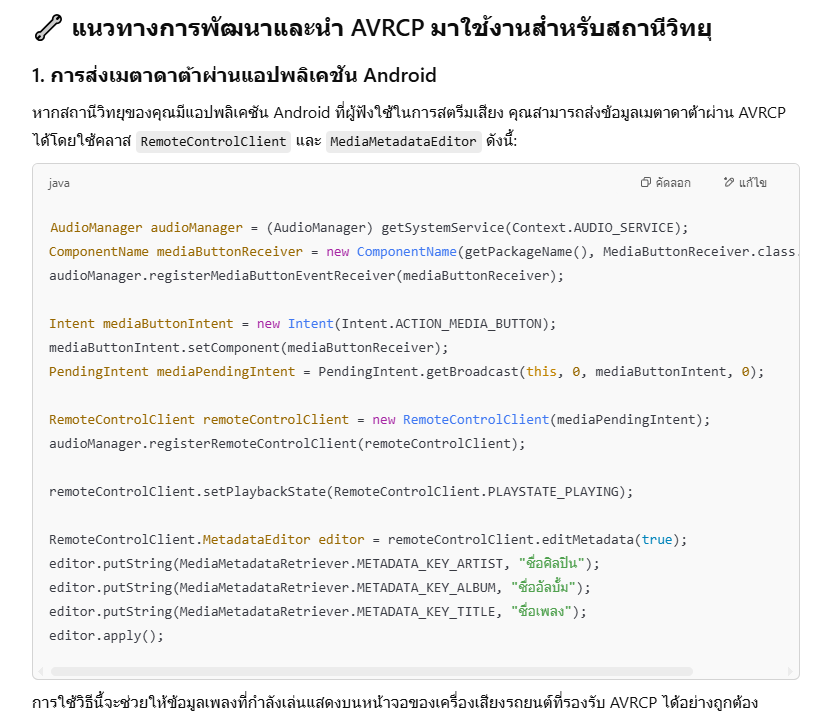 แนวทางการพัฒนาและนำ AVRCP มาใช้งานสำหรับสถานีวิทยุ
1. การส่งเมตาดาต้าผ่านแอปพลิเคชัน Android
หากสถานีวิทยุของคุณมีแอปพลิเคชัน Android ที่ผู้ฟังใช้ในการสตรีมเสียง คุณสามารถส่งข้อมูลเมตาดาต้าผ่าน AVRCP
ได้โดยใช้คลาส RemoteControlClient และ MediaMetadataEditor ดังนี้:
java คัดลอก แก้ไข
AudioManager audioManager = (AudioManager) getSystemService(Context.AUDIO_SERVICE);
ComponentName mediaButtonReceiver = new ComponentName(getPackageName(), MediaButtonReceiver.class.
audioManager.registerMediaButtonEventReceiver(mediaButtonReceiver);
Intent mediaButtonIntent = new Intent(Intent.ACTION_MEDIA_BUTTON);
mediaButtonIntent.setComponent(mediaButtonReceiver);
PendingIntent mediaPendingIntent = PendingIntent.getBroadcast(this, 0, mediaButtonIntent, 0);
RemoteControlClient remoteControlClient = new RemoteControlClient(mediaPendingIntent);
audioManager.registerRemoteControlClient(remoteControlClient);
remoteControlClient.setPlaybackState(RemoteControlClient.PLAYSTATE_PLAYING);
RemoteControlClient.MetadataEditor editor = remoteControlClient.editMetadata(true);
editor.putString(MediaMetadataRetriever.METADATA_KEY_ARTIST, "ชื่อศิลปิน");
editor.putString(MediaMetadataRetriever.METADATA_KEY_ALBUM, "ชื่ออัลบั้ม");
editor.putString(MediaMetadataRetriever.METADATA_KEY_TITLE, "ชื่อเพลง");
editor.apply();
การใช้วิธีนี้จะช่วยให้ข้อมูลเพลงที่กำลังเล่นแสดงบนหน้าจอของเครื่องเสียงรถยนต์ที่รองรับ AVRCP ได้อย่างถูกต้อง